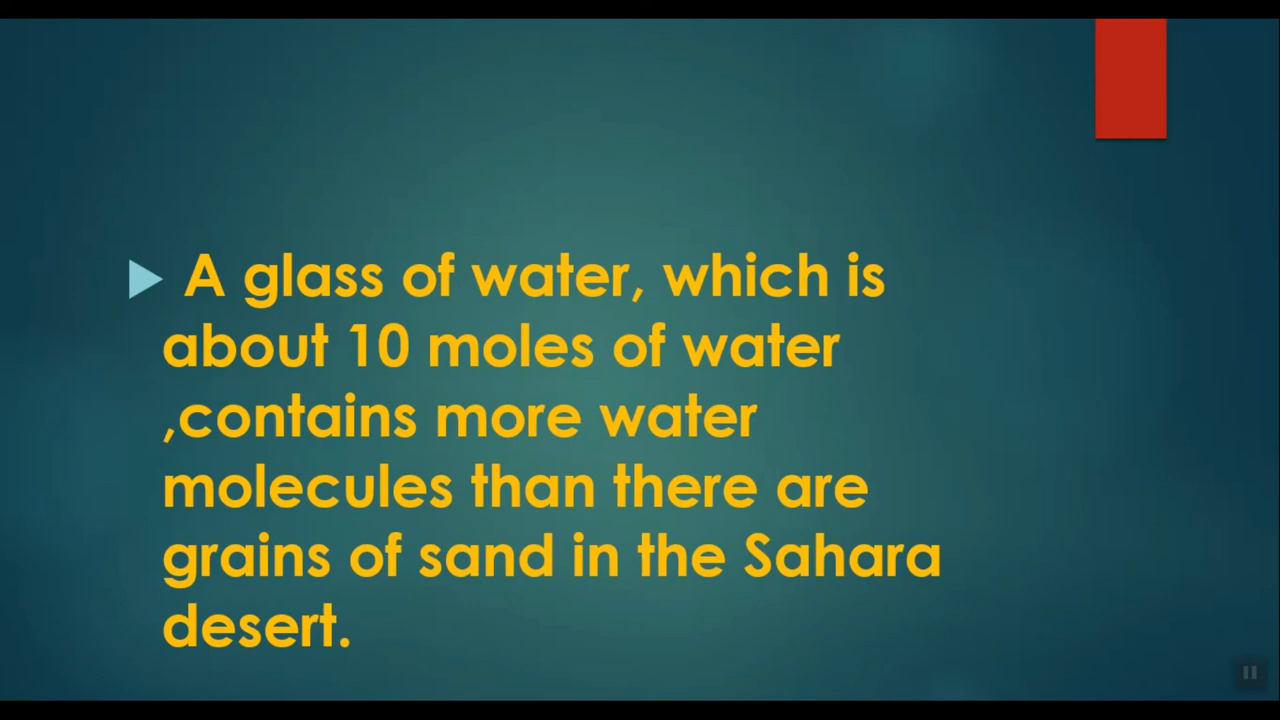 A glass of water, which is
about 10 moles of water
,contains more water
molecules than there are
grains of sand in the Sahara
desert.